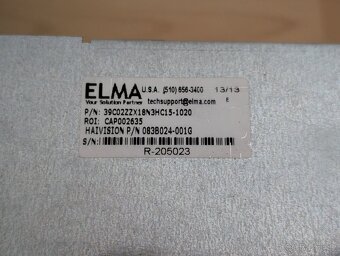 ELMA U.S.A. (510) 656-3400 13/13
Your Solution Partner techsupport@elma.com E
P/N: 39C02ZZX18N3HC15-1020
ROI: CAP002635
HAIVISION P/N 083B024-001G
S/N:
R-205023